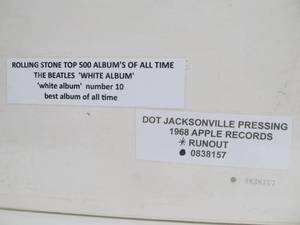 ROLLING STONE TOP 500 ALBUM'S OF ALL TIME
THE BEATLES 'WHITE ALBUM'
'white album' number 10
best album of all time
DOT JACKSONVILLE PRESSING
1968 APPLE RECORDS
* RUNOUT
● 0838157
● 0838157